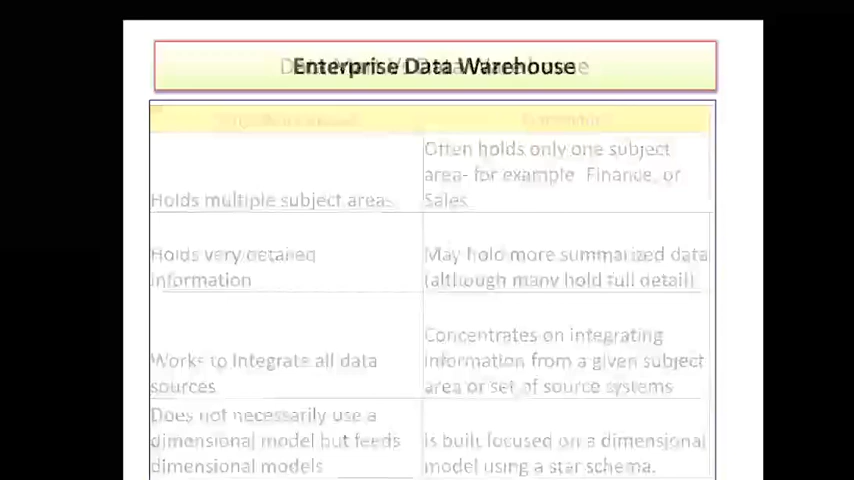 Enterprise Data Warehouse
Often holds only one subject
area- for example  Finance, or
Holds multiple subject areas
Sales
Holds very detailed
information
May hold more summarized data
(although many hold full detail)
Concentrates on integrating
Works to integrate all data
information from a given subject
sources
area or set of source systems
Does not necessarily use a
dimensional model but feeds
dimensional models
is built focused on a dimensional
model using a star schema.